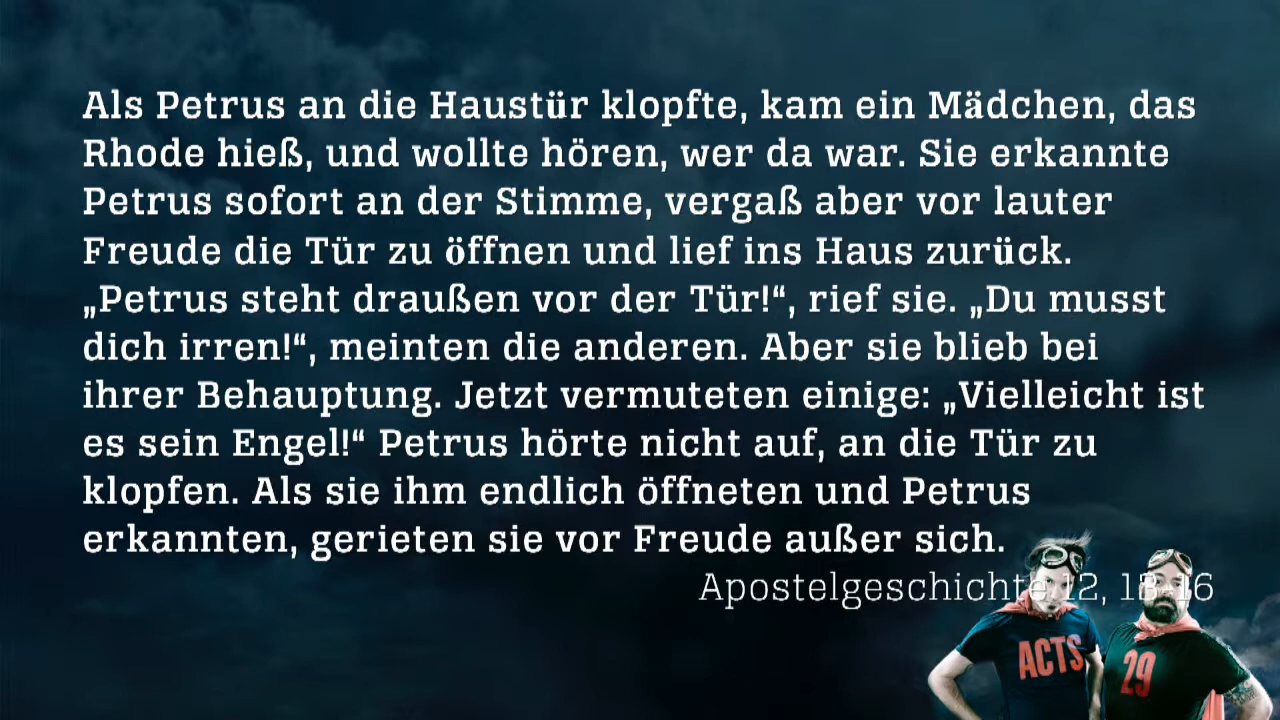 Als Petrus an die Haustür klopfte, kam ein Mädchen, das
Rhode hieß, und wollte hören, wer da war. Sie erkannte
Petrus sofort an der Stimme, vergaß aber vor lauter
Freude die Tür zu öffnen und lief ins Haus zurück.
„Petrus steht draußen vor der Tür!“, rief sie. „Du musst
dich irren!“, meinten die anderen. Aber sie blieb bei
ihrer Behauptung. Jetzt vermuteten einige: „Vielleicht ist
es sein Engel!“ Petrus hörte nicht auf, an die Tür zu
klopfen. Als sie ihm endlich öffneten und Petrus
erkannten, gerieten sie vor Freude außer sich.
Apostelgeschichte 12, 13-16
ACTS
29